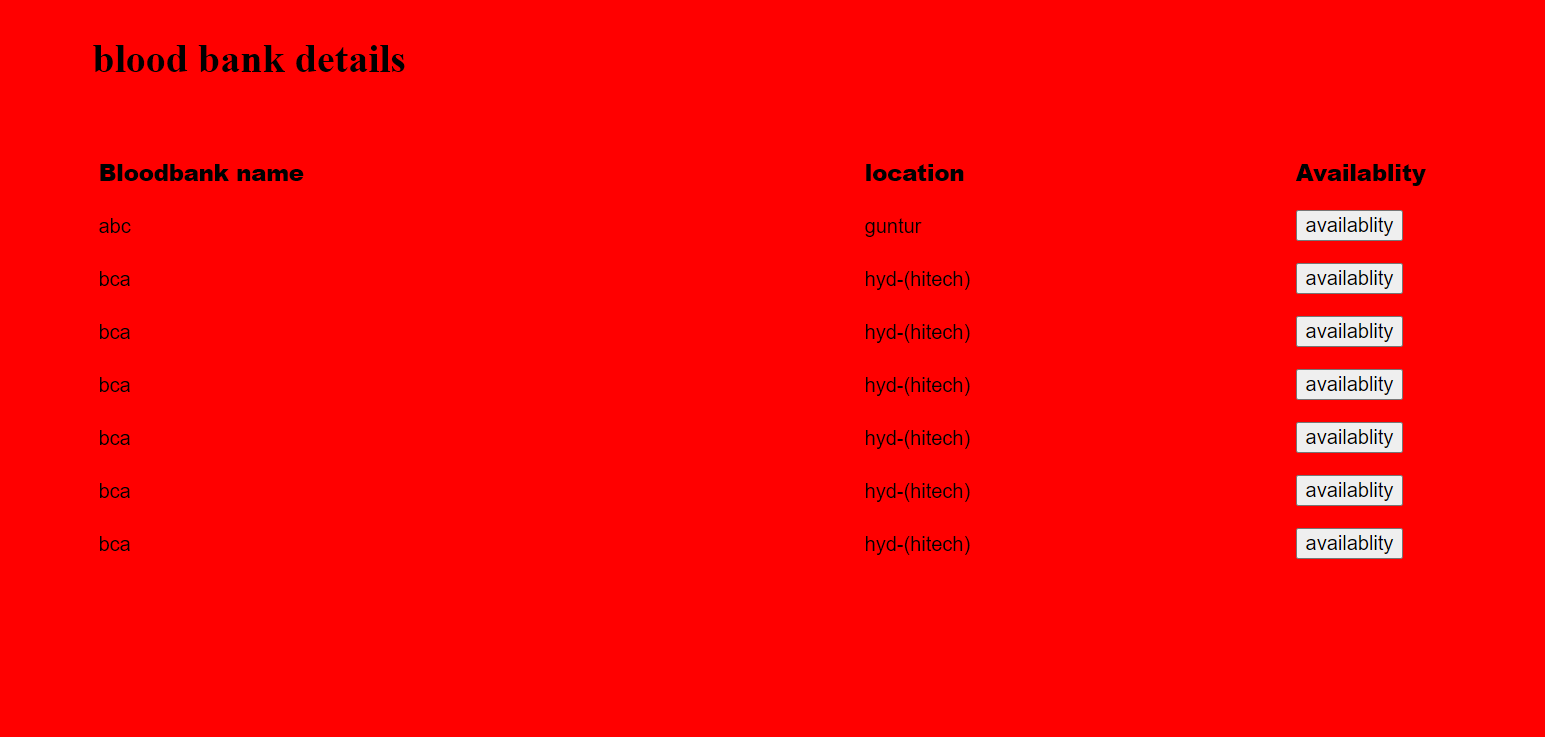 blood bank details
Bloodbank name location Availablity
abc guntur availablity
bca hyd-(hitech) availablity
bca hyd-(hitech) availablity
bca hyd-(hitech) availablity
bca hyd-(hitech) availablity
bca hyd-(hitech) availablity
bca hyd-(hitech) availablity